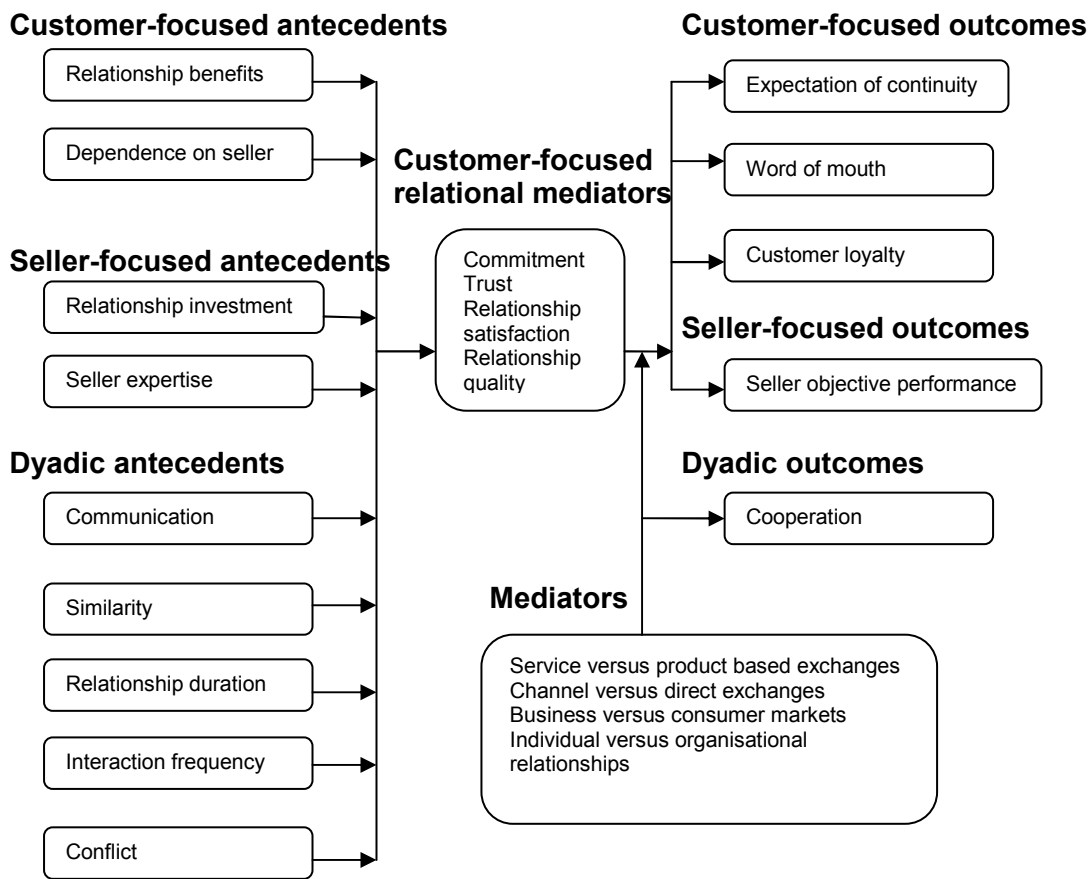 Customer-focused antecedents
Relationship benefits
Dependence on seller
Seller-focused antecedents
Relationship investment
Seller expertise
Dyadic antecedents
Communication
Similarity
Relationship duration
Interaction frequency
Conflict
Customer-focused
relational mediators
Commitment
Trust
Relationship
satisfaction
Relationship
quality
Customer-focused outcomes
Expectation of continuity
Word of mouth
Customer loyalty
Seller-focused outcomes
Seller objective performance
Dyadic outcomes
Cooperation
Mediators
Service versus product based exchanges
Channel versus direct exchanges
Business versus consumer markets
Individual versus organisational
relationships